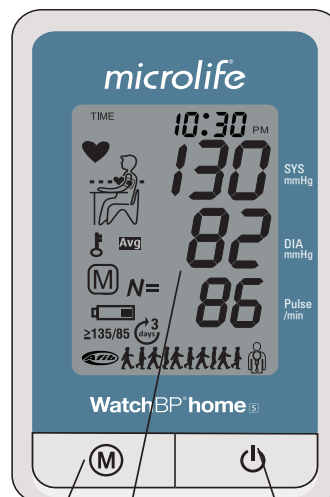 microlife®
TIME 10:30 PM
130 SYS mmHg
82 DIA mmHg
Avg
M N= 86 Pulse /min
≥135/85 3 days
Afib
WatchBP® home S
M